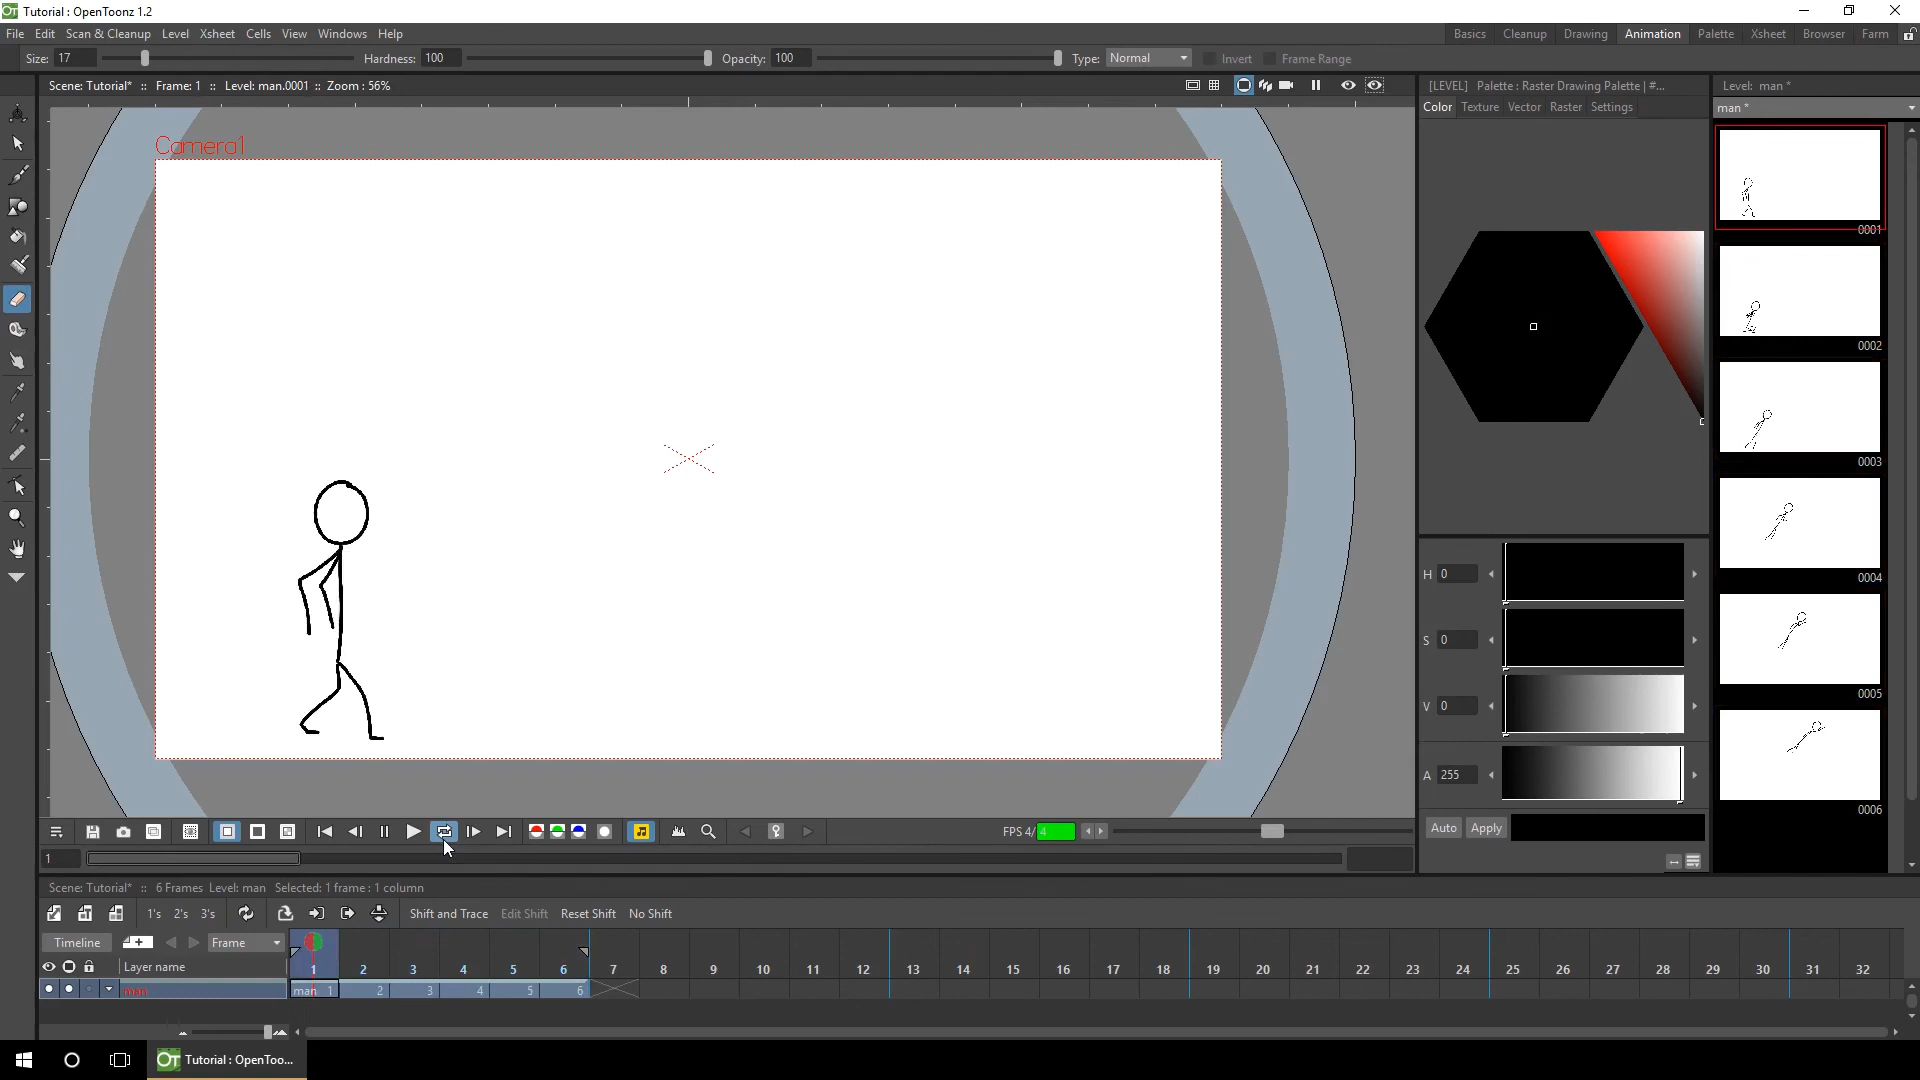 Tutorial : OpenToonz 1.2
File Edit Scan & Cleanup Level Xsheet Cells View Windows Help
Basics Cleanup Drawing Animation Palette Xsheet Browser Farm
Size: 17 Hardness: 100 Opacity: 100 Type: Normal Invert Frame Range
Scene: Tutorial* :: Frame: 1 :: Level: man.0001 :: Zoom : 56%
[LEVEL] Palette : Raster Drawing Palette | #...
Level: man *
Color Texture Vector Raster Settings
man *
Camera1
0001
0002
0003
0004
0005
0006
H 0
S 0
V 0
A 255
Auto Apply
FPS 4/ 4
1
Scene: Tutorial* :: 6 Frames Level: man Selected: 1 frame : 1 column
1's 2's 3's Shift and Trace Edit Shift Reset Shift No Shift
Timeline + Frame
Layer name 1 2 3 4 5 6 7 8 9 10 11 12 13 14 15 16 17 18 19 20 21 22 23 24 25 26 27 28 29 30 31 32
man man 1 2 3 4 5 6
OT Tutorial : OpenToo...